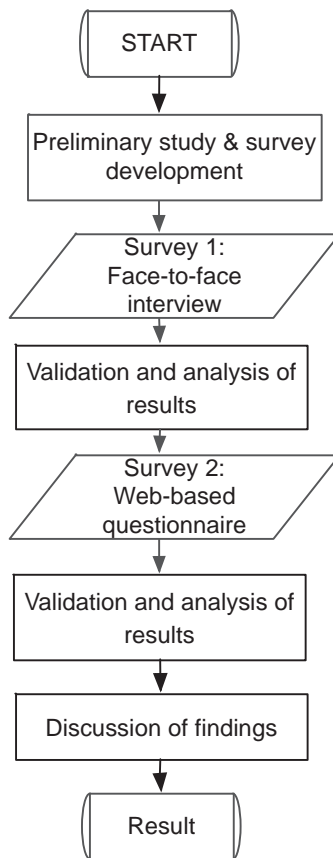 START
Preliminary study & survey
development
Survey 1:
Face-to-face
interview
Validation and analysis of
results
Survey 2:
Web-based
questionnaire
Validation and analysis of
results
Discussion of findings
Result